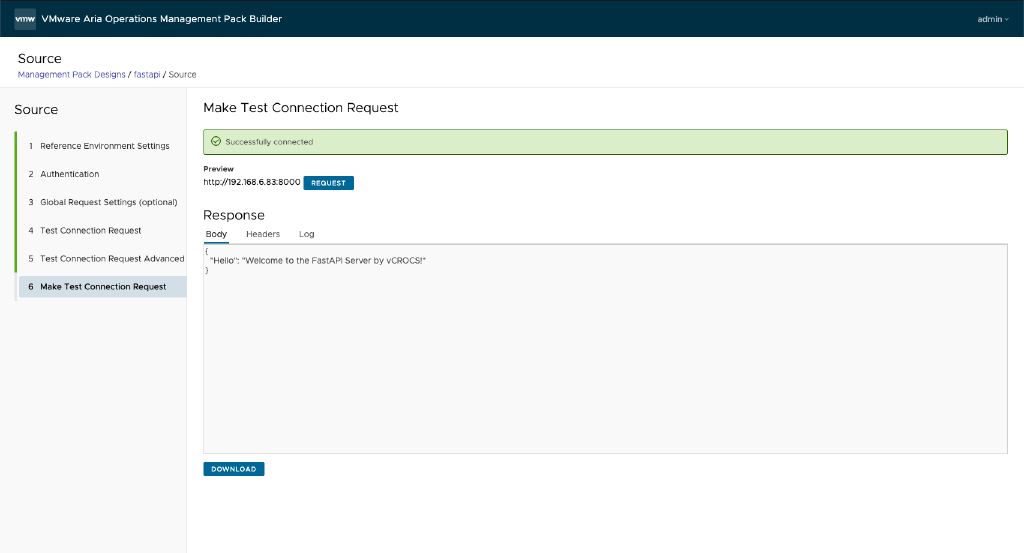 vmw VMware Aria Operations Management Pack Builder
admin
Source
Management Pack Designs / fastapi / Source
Source
1 Reference Environment Settings
2 Authentication
3 Global Request Settings (optional)
4 Test Connection Request
5 Test Connection Request Advanced
6 Make Test Connection Request
Make Test Connection Request
Successfully connected
Preview
http://192.168.6.83:8000 REQUEST
Response
Body Headers Log
{
"Hello": "Welcome to the FastAPI Server by vCROCS!"
}
DOWNLOAD